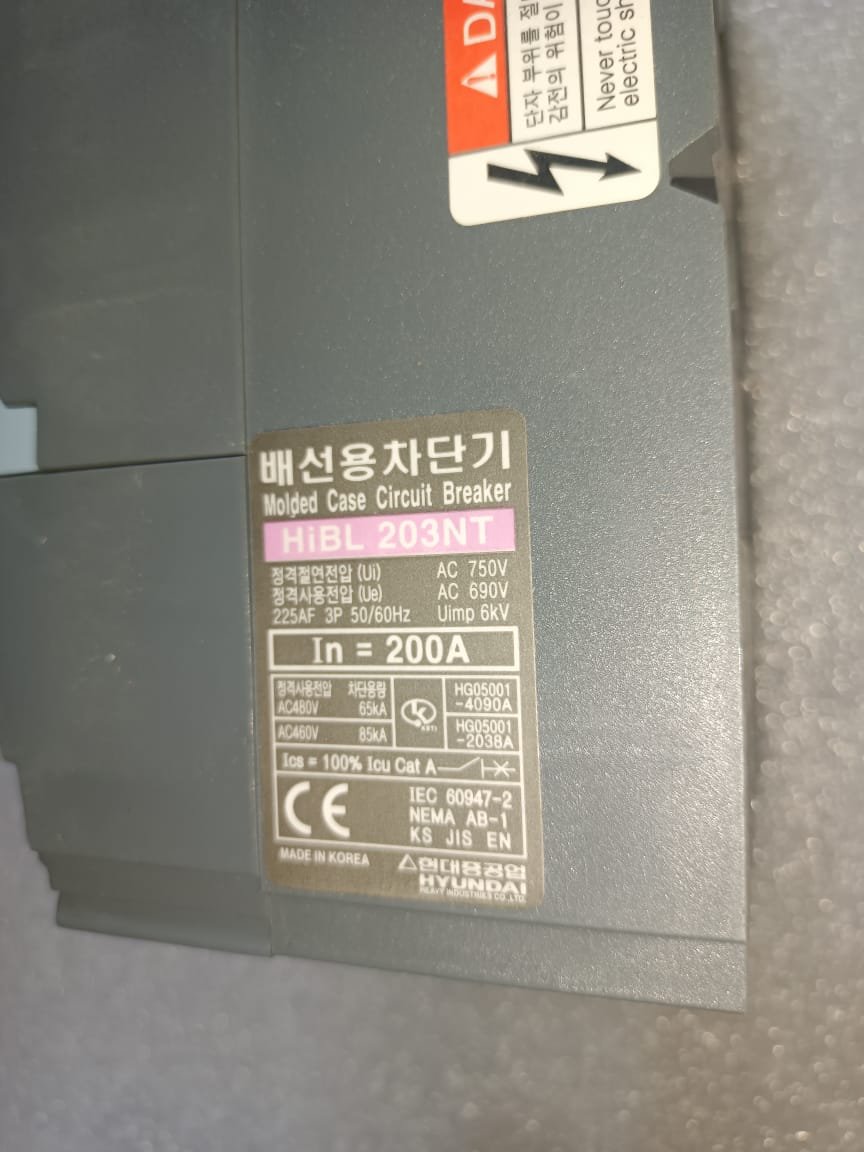 DA
단자 부위를 절
감전의 위험이
Never touc
electric sh
배선용차단기
Molded Case Circuit Breaker
HiBL 203NT
정격절연전압 (Ui) AC 750V
정격사용전압 (Ue) AC 690V
225AF 3P 50/60Hz Uimp 6kV
In = 200A
정격사용전압 차단용량
AC480V 65kA
AC460V 85kA
HG05001
-4090A
HG05001
-2038A
Ics = 100% Icu Cat A
CE
IEC 60947-2
NEMA AB-1
KS JIS EN
MADE IN KOREA
현대중공업
HYUNDAI
HEAVY INDUSTRIES CO.,LTD.